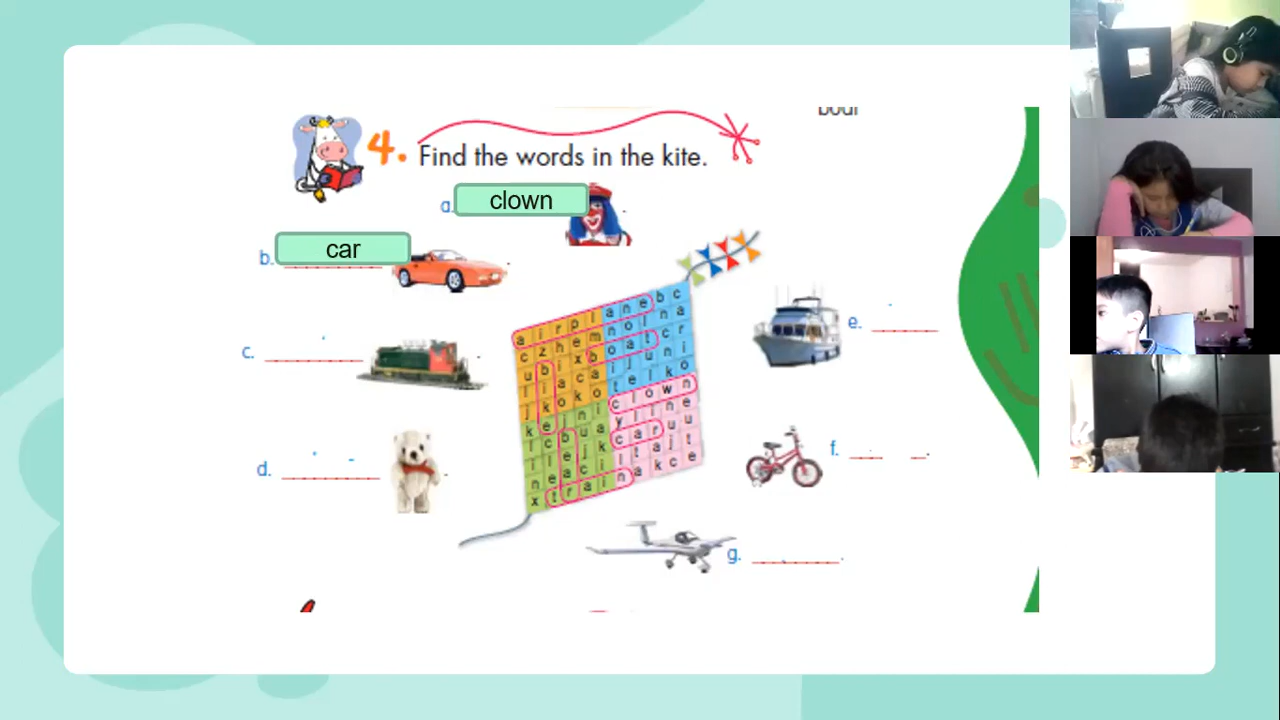 4. Find the words in the kite.
a. clown
b. car
c.
d.
e.
f.
g.
a i r p l a n e b c
c z h e m n o l n a
u b i x b o a t c r
l i a c a i j u n i
j k o k o t e l k o
k e j n i c l o w n
l c b u a y l i n e
i l e j k c a r u u
n e a c i l t a j t
x t r a i n a k c e